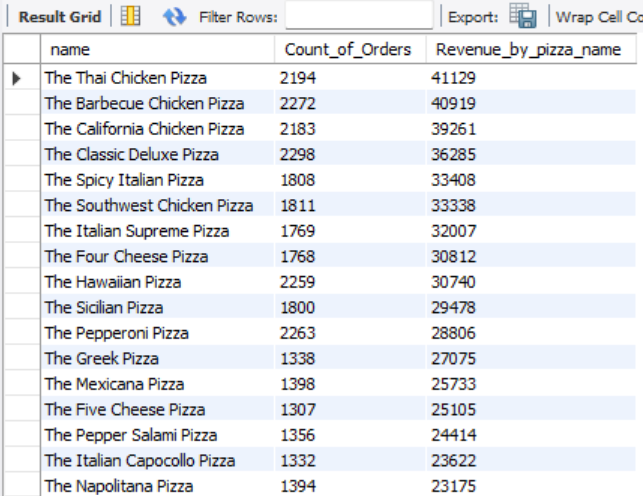 Result Grid Filter Rows: Export: Wrap Cell Co
name Count_of_Orders Revenue_by_pizza_name
The Thai Chicken Pizza 2194 41129
The Barbecue Chicken Pizza 2272 40919
The California Chicken Pizza 2183 39261
The Classic Deluxe Pizza 2298 36285
The Spicy Italian Pizza 1808 33408
The Southwest Chicken Pizza 1811 33338
The Italian Supreme Pizza 1769 32007
The Four Cheese Pizza 1768 30812
The Hawaiian Pizza 2259 30740
The Sicilian Pizza 1800 29478
The Pepperoni Pizza 2263 28806
The Greek Pizza 1338 27075
The Mexicana Pizza 1398 25733
The Five Cheese Pizza 1307 25105
The Pepper Salami Pizza 1356 24414
The Italian Capocollo Pizza 1332 23622
The Napolitana Pizza 1394 23175